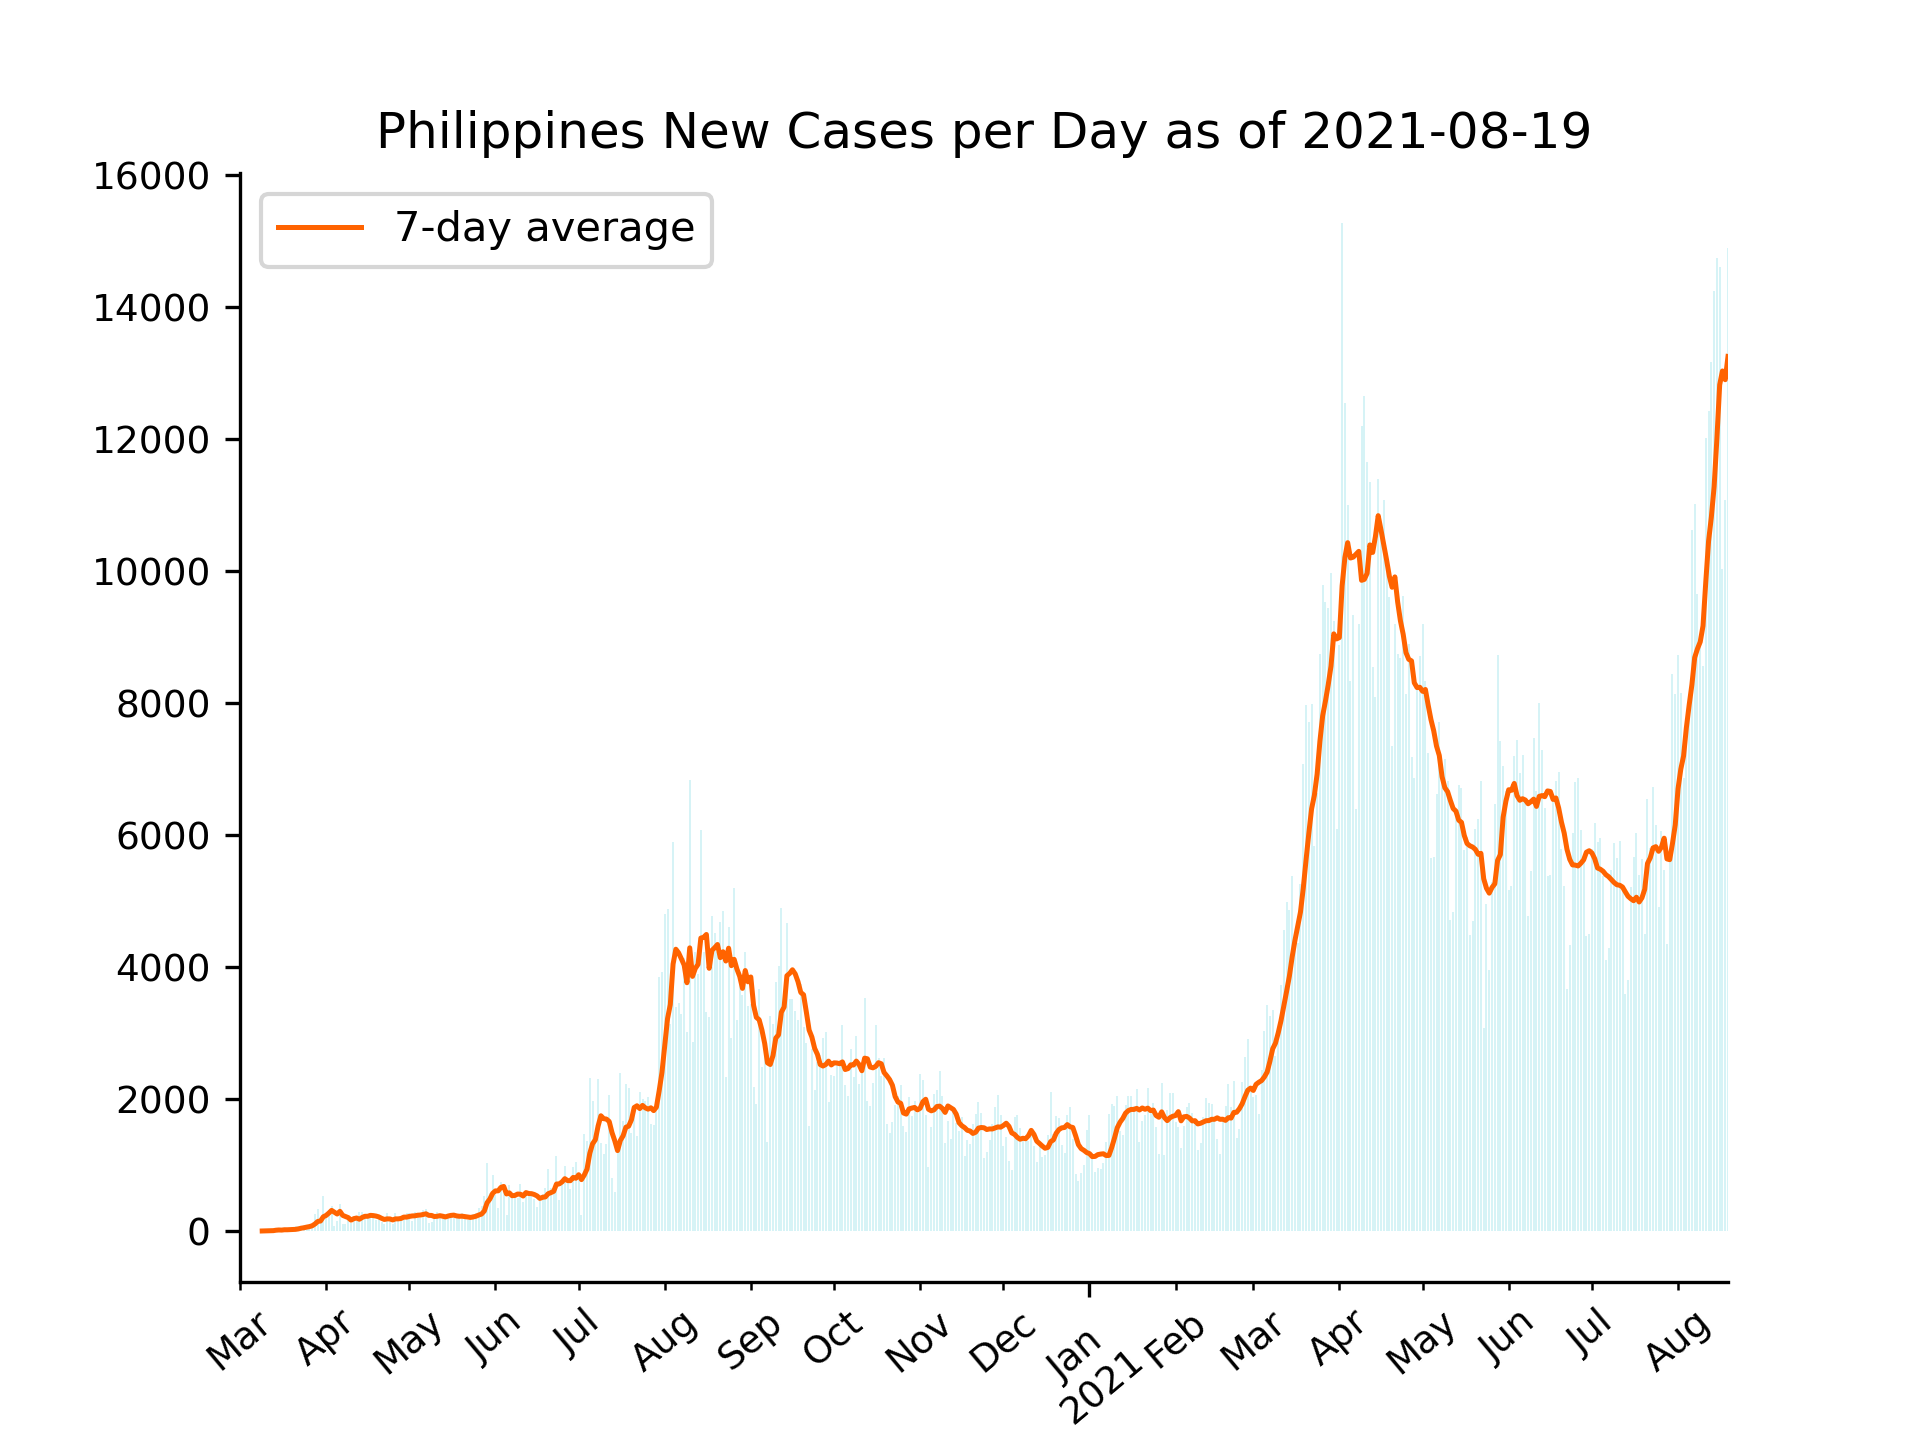 Philippines New Cases per Day as of 2021-08-19
7-day average
16000
14000
12000
10000
8000
6000
4000
2000
0
Mar
Apr
May
Jun
Jul
Aug
Sep
Oct
Nov
Dec
Jan
2021
Feb
Mar
Apr
May
Jun
Jul
Aug